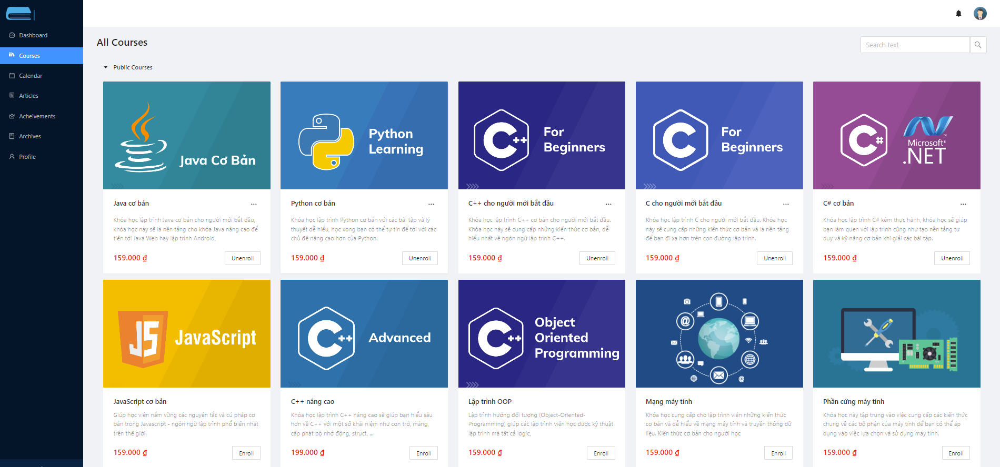 Dashboard
Courses
Calendar
Articles
Acheivements
Archives
Profile
All Courses
Search text
Public Courses
Java Cơ Bản
Java cơ bản
...
Khóa học lập trình Java cơ bản cho người mới bắt đầu,
khóa học này sẽ là nền tảng cho khóa Java nâng cao để
tiến tới Java Web hay lập trình Android,
159.000 ₫
Unenroll
Python
Learning
Python cơ bản
...
Khóa học lập trình Python cơ bản với các bài tập và lý
thuyết dễ hiểu, học xong bạn có thể tự tin để tới với các
chủ đề nâng cao hơn của Python.
159.000 ₫
Unenroll
C++
For
Beginners
C++ cho người mới bắt đầu
...
Khóa học lập trình C++ cơ bản cho người mới bắt đầu.
Khóa học này sẽ cung cấp những kiến thức cơ bản, dễ
hiểu nhất về ngôn ngữ lập trình C++.
159.000 ₫
Unenroll
C
For
Beginners
C cho người mới bắt đầu
...
Khóa học lập trình C cho người mới bắt đầu. Khóa học
này sẽ cung cấp những kiến thức cơ bản và là nền tảng
để bạn đi xa hơn trên con đường lập trình.
159.000 ₫
Unenroll
C#
Microsoft®
.NET
C# cơ bản
...
Khóa học lập trình C# kèm thực hành, khóa học sẽ giúp
bạn làm quen với lập trình cũng như tạo nền tảng tư
duy và kỹ năng cơ bản khi giải các bài tập.
159.000 ₫
Unenroll
JS
JavaScript
JavaScript cơ bản
Giúp học viên nắm vững các nguyên tắc và cú pháp cơ
bản trong Javascript - ngôn ngữ lập trình phổ biến nhất
trên thế giới.
159.000 ₫
Enroll
C++
Advanced
C++ nâng cao
Khóa học lập trình C++ nâng cao sẽ giúp bạn hiểu sâu
hơn về C++ với một số khái niệm như con trỏ, mảng,
cấp phát bộ nhớ động, struct, ...
199.000 ₫
Enroll
C++
Object
Oriented
Programming
Lập trình OOP
Lập trình hướng đối tượng (Object-Oriented-
Programming) giúp các lập trình viên học được kỹ thuật
lập trình mà tất cả logic,
159.000 ₫
Enroll
Mạng máy tính
Khóa học cung cấp cho lập trình viên những kiến thức
cơ bản và dễ hiểu về mạng máy tính và truyền thông dữ
liệu. Kiến thức cơ bản cho người học
159.000 ₫
Enroll
Phần cứng máy tính
Khóa học này tập trung vào việc cung cấp các kiến thức
chung về các bộ phận của máy tính để bạn có thể áp
dụng vào việc lựa chọn và sử dụng máy tính.
159.000 ₫
Enroll